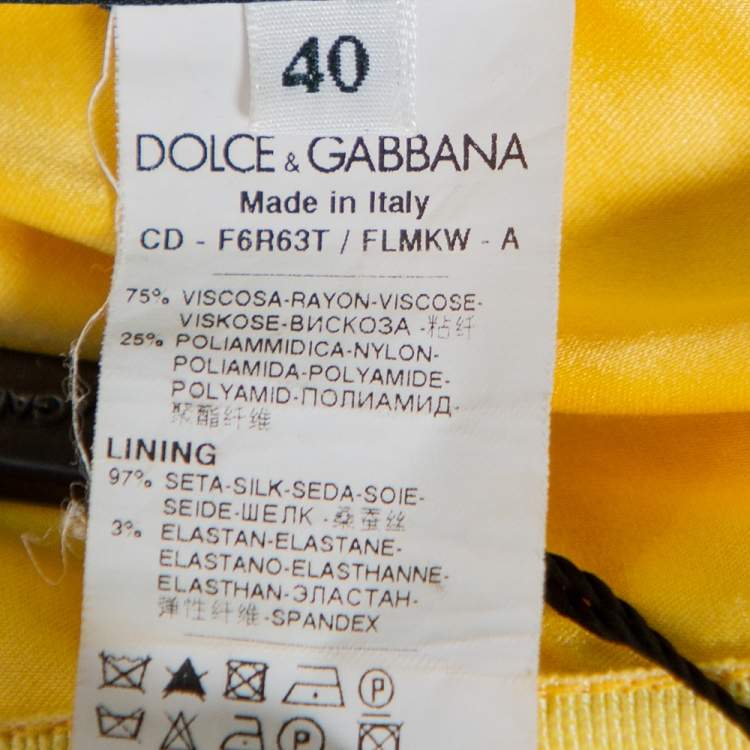 40
DOLCE & GABBANA
Made in Italy
CD - F6R63T / FLMKW - A
75% VISCOSA-RAYON-VISCOSE-
VISKOSE-ВИСКОЗА -粘纤
25% POLIAMMIDICA-NYLON-
POLIAMIDA-POLYAMIDE-
POLYAMID-ПОЛИАМИД-
聚酯纤维
LINING
97% SETA-SILK-SEDA-SOIE-
SEIDE-ШЕЛК -桑蚕丝
3% ELASTAN-ELASTANE-
ELASTANO-ELASTHANNE-
ELASTHAN-ЭЛАСТАН-
弹性纤维-SPANDEX
P
P